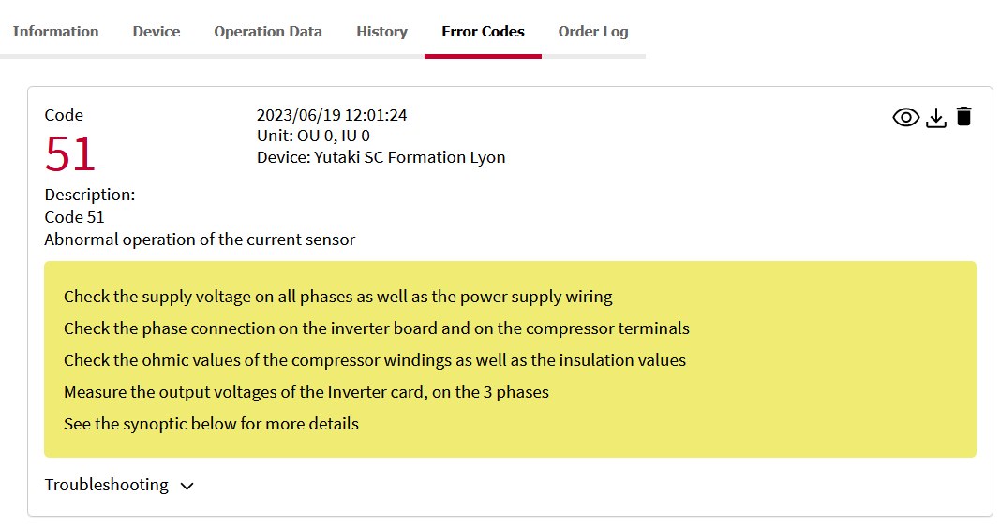 Information Device Operation Data History Error Codes Order Log
Code
51
2023/06/19 12:01:24
Unit: OU 0, IU 0
Device: Yutaki SC Formation Lyon
Description:
Code 51
Abnormal operation of the current sensor
Check the supply voltage on all phases as well as the power supply wiring
Check the phase connection on the inverter board and on the compressor terminals
Check the ohmic values of the compressor windings as well as the insulation values
Measure the output voltages of the Inverter card, on the 3 phases
See the synoptic below for more details
Troubleshooting